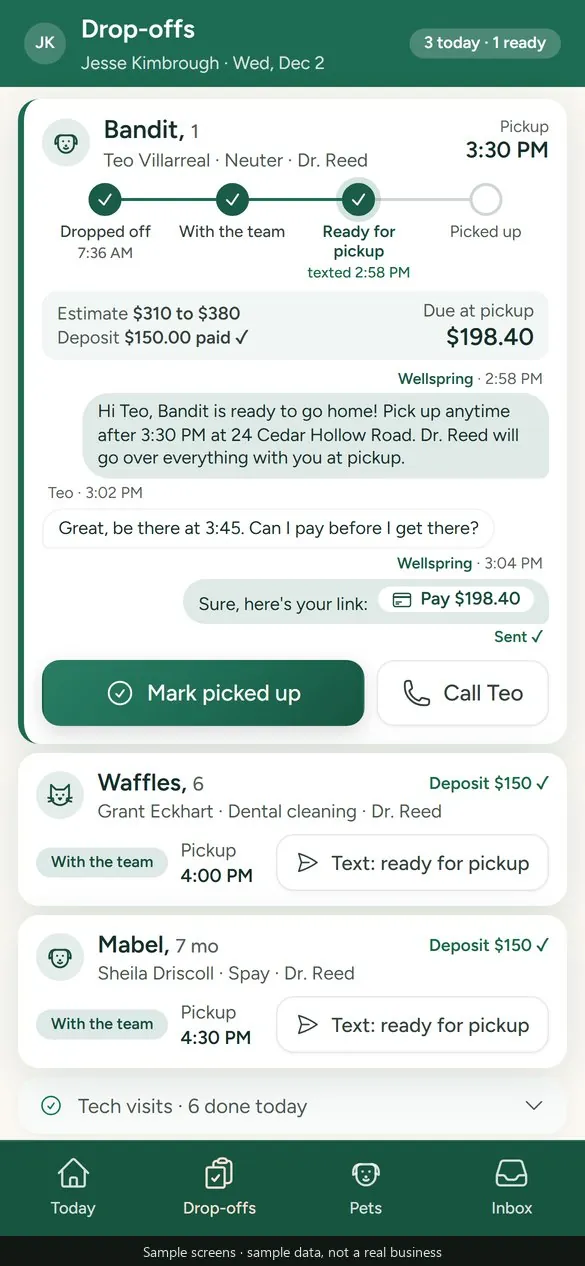 JK
Drop-offs
Jesse Kimbrough · Wed, Dec 2
3 today · 1 ready
Bandit, 1
Teo Villarreal · Neuter · Dr. Reed
Pickup
3:30 PM
Dropped off
7:36 AM
With the team
Ready for
pickup
texted 2:58 PM
Picked up
Estimate $310 to $380
Deposit $150.00 paid ✓
Due at pickup
$198.40
Wellspring · 2:58 PM
Hi Teo, Bandit is ready to go home! Pick up anytime
after 3:30 PM at 24 Cedar Hollow Road. Dr. Reed will
go over everything with you at pickup.
Teo · 3:02 PM
Great, be there at 3:45. Can I pay before I get there?
Wellspring · 3:04 PM
Sure, here's your link: Pay $198.40
Sent ✓
Mark picked up
Call Teo
Waffles, 6
Deposit $150 ✓
Grant Eckhart · Dental cleaning · Dr. Reed
With the team
Pickup
4:00 PM
Text: ready for pickup
Mabel, 7 mo
Deposit $150 ✓
Sheila Driscoll · Spay · Dr. Reed
With the team
Pickup
4:30 PM
Text: ready for pickup
Tech visits · 6 done today
Today
Drop-offs
Pets
Inbox
Sample screens · sample data, not a real business